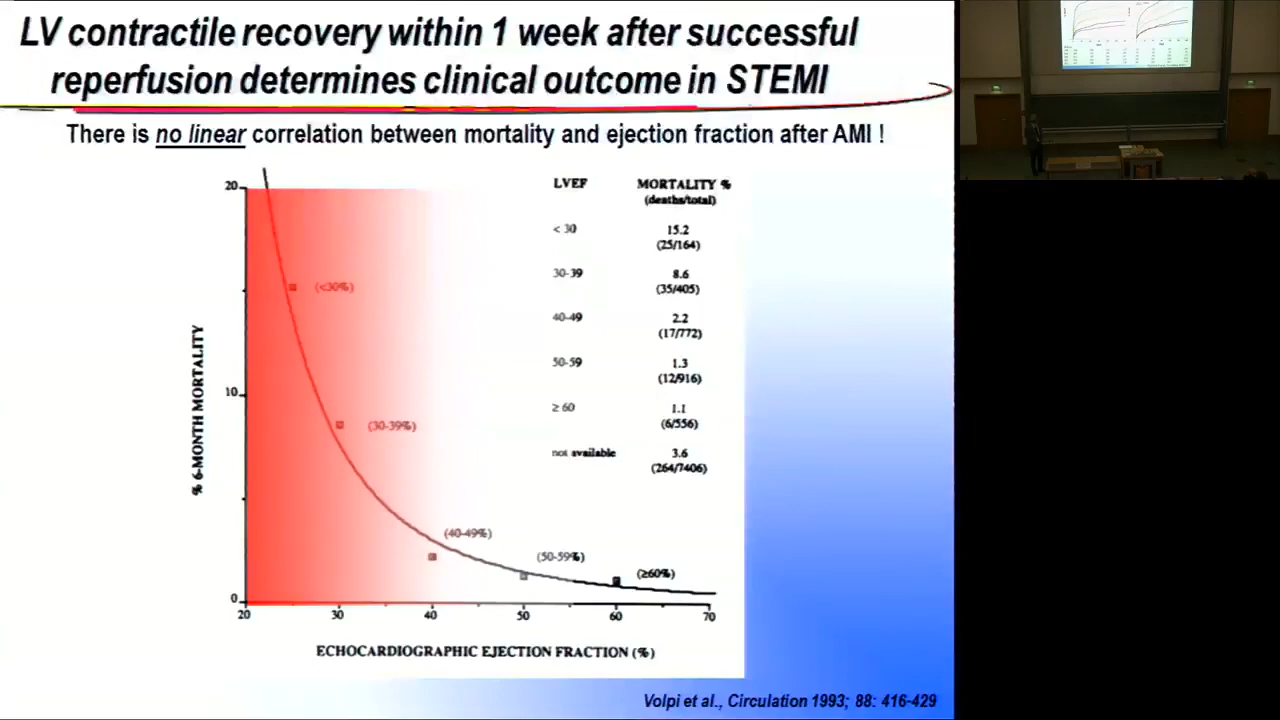 LV contractile recovery within 1 week after successful
reperfusion determines clinical outcome in STEMI
There is no linear correlation between mortality and ejection fraction after AMI !
LVEF MORTALITY %
(deaths/total)
< 30 15.2
(25/164)
30-39 8.6
(35/405)
40-49 2.2
(17/772)
50-59 1.3
(12/916)
≥ 60 1.1
(6/556)
not available 3.6
(264/7406)
% 6-MONTH MORTALITY
20
10
0
(<30%)
(30-39%)
(40-49%)
(50-59%)
(≥60%)
20 30 40 50 60 70
ECHOCARDIOGRAPHIC EJECTION FRACTION (%)
Volpi et al., Circulation 1993; 88: 416-429